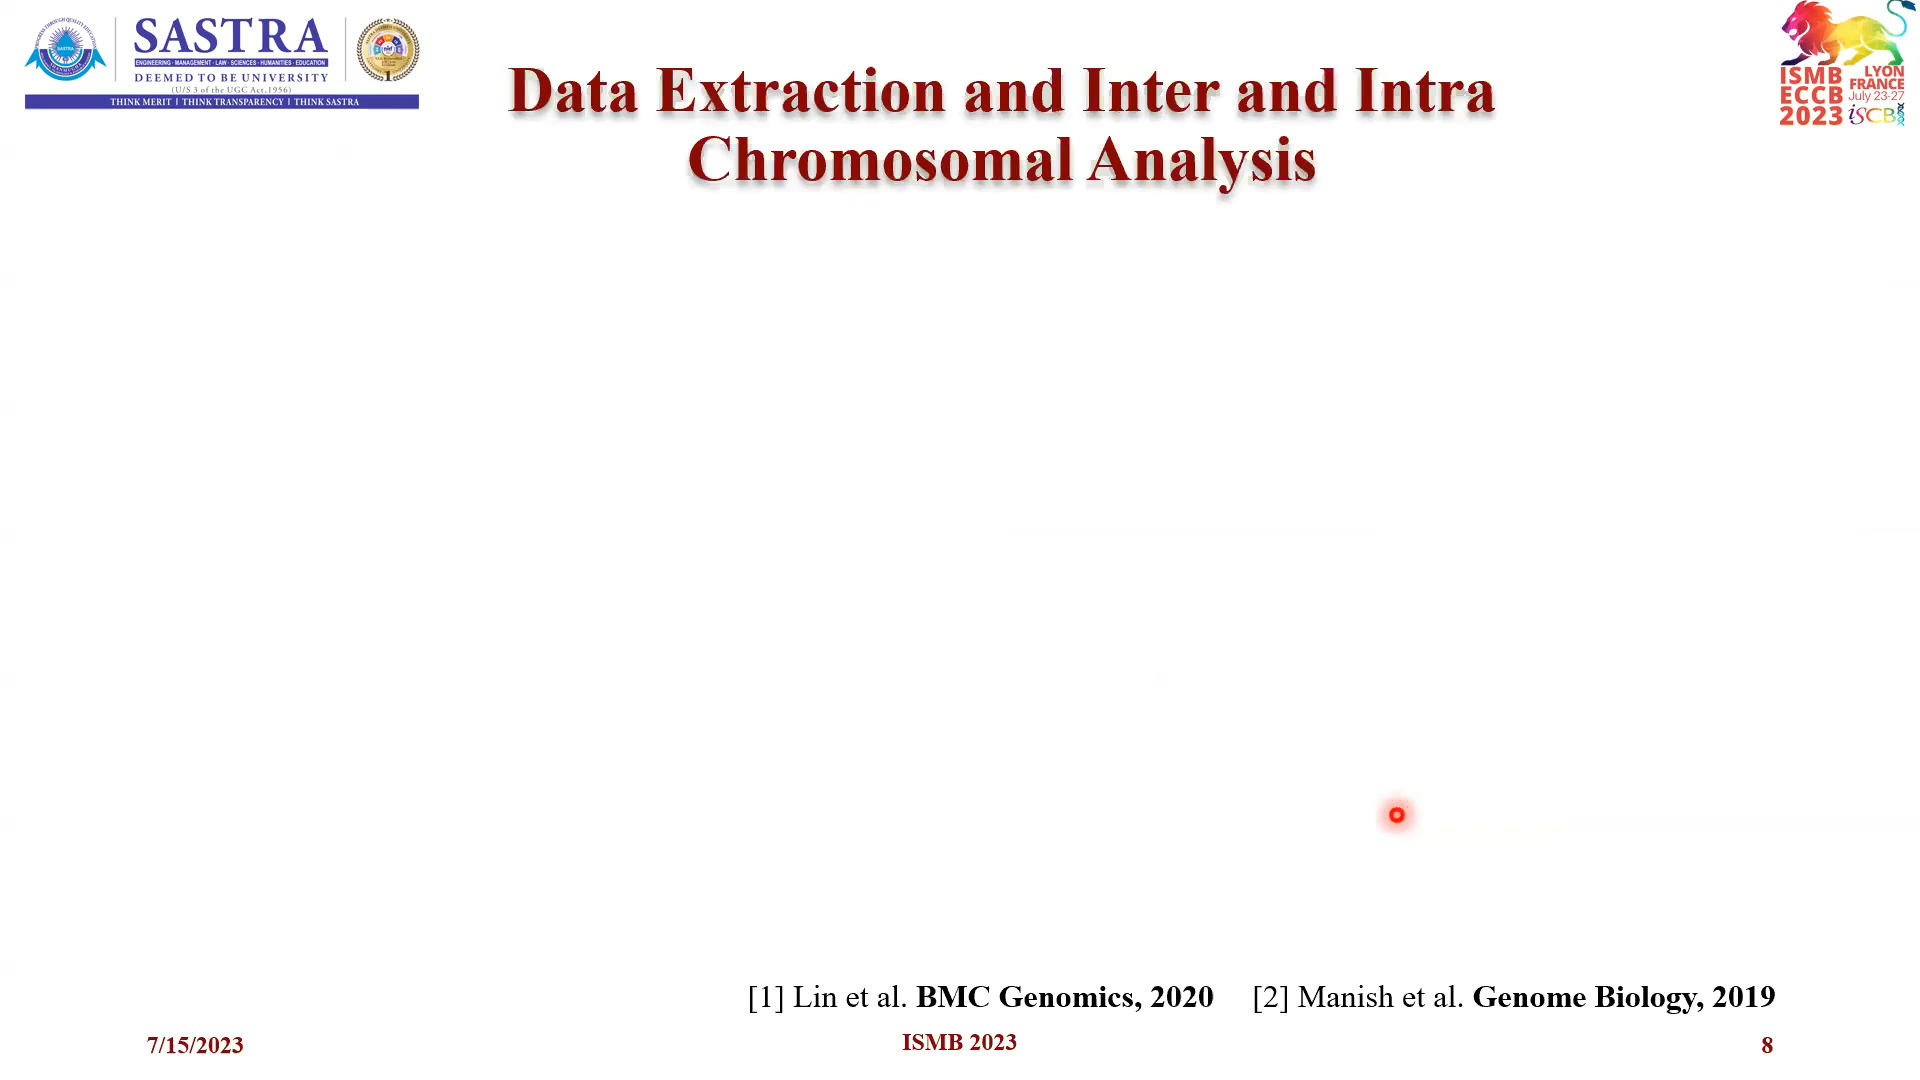 SASTRA
ENGINEERING · MANAGEMENT · LAW · SCIENCES · HUMANITIES · EDUCATION
DEEMED TO BE UNIVERSITY
(U/S 3 of the UGC Act, 1956)
THINK MERIT | THINK TRANSPARENCY | THINK SASTRA
ISMB
ECCB
2023
LYON
FRANCE
July 23-27
iSCB
Data Extraction and Inter and Intra
Chromosomal Analysis
[1] Lin et al. BMC Genomics, 2020 [2] Manish et al. Genome Biology, 2019
7/15/2023
ISMB 2023
8